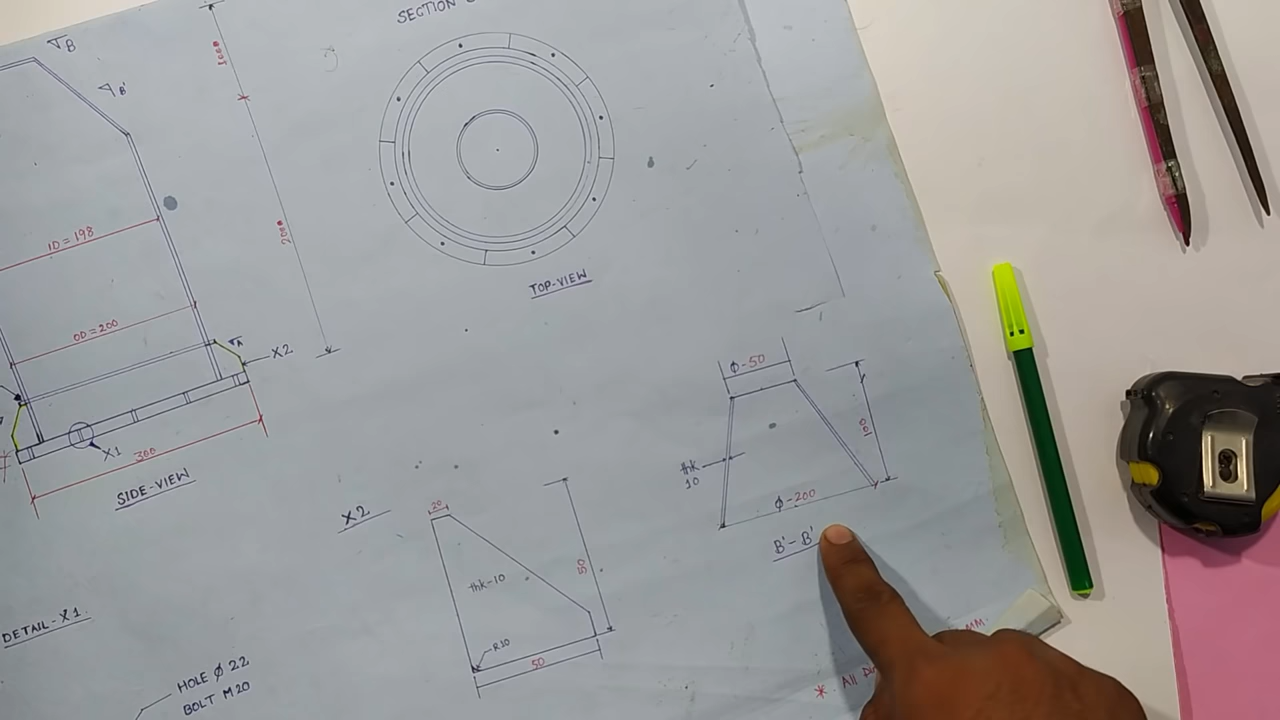 SECTION
B
B'
2000
ID = 198
OD = 200
A
X2
X1
300
SIDE-VIEW
TOP-VIEW
Φ-50
100
thk
10
Φ-200
B'- B'
X2
20
thk-10
50
R10
50
DETAIL-X1
HOLE Ø 22
BOLT M20
* All
MM.